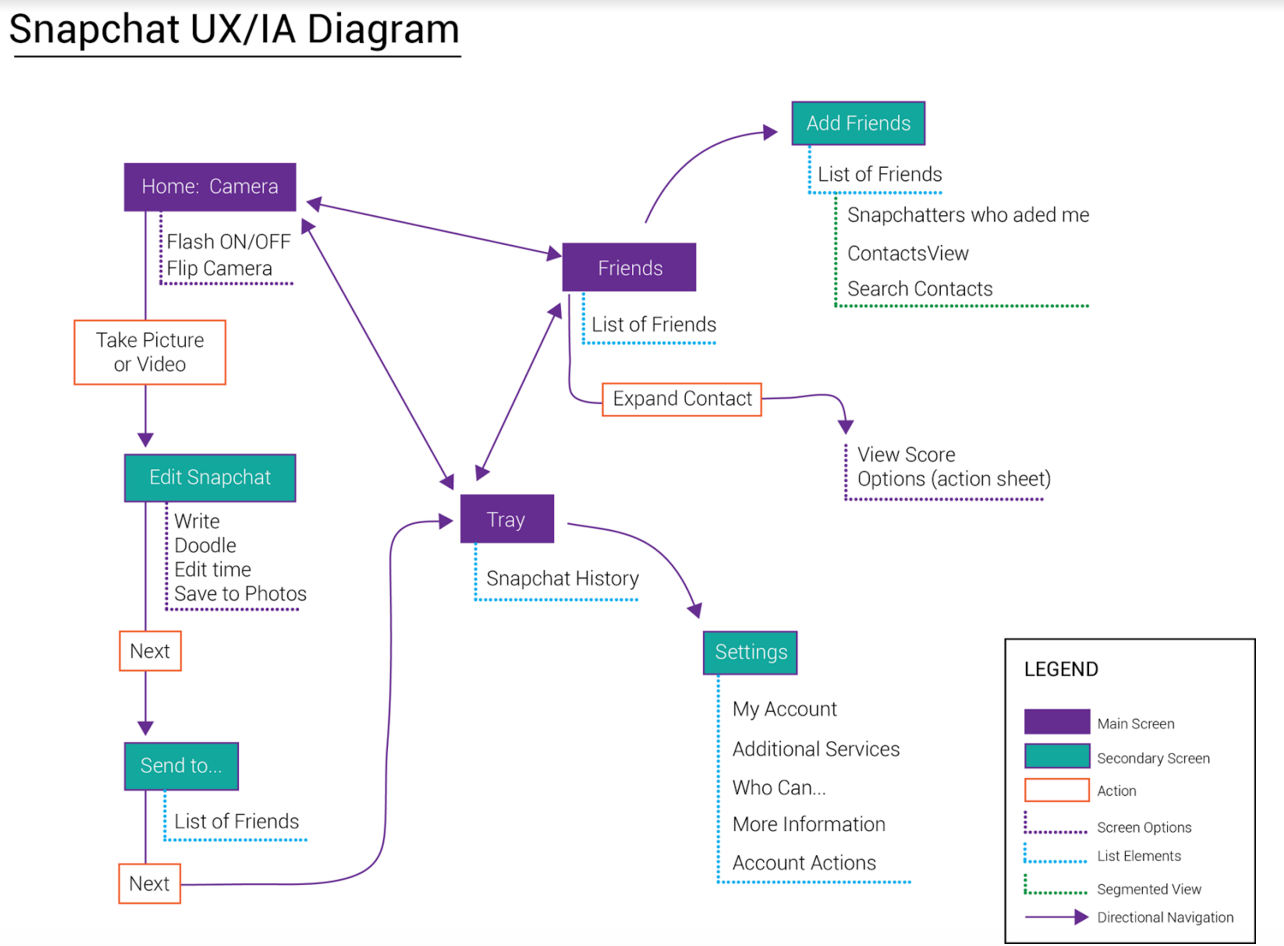 Snapchat UX/IA Diagram
Home: Camera
Flash ON/OFF
Flip Camera
Take Picture
or Video
Edit Snapchat
Write
Doodle
Edit time
Save to Photos
Next
Send to...
List of Friends
Next
Friends
List of Friends
Expand Contact
View Score
Options (action sheet)
Add Friends
List of Friends
Snapchatters who aded me
ContactsView
Search Contacts
Tray
Snapchat History
Settings
My Account
Additional Services
Who Can...
More Information
Account Actions
LEGEND
Main Screen
Secondary Screen
Action
Screen Options
List Elements
Segmented View
Directional Navigation